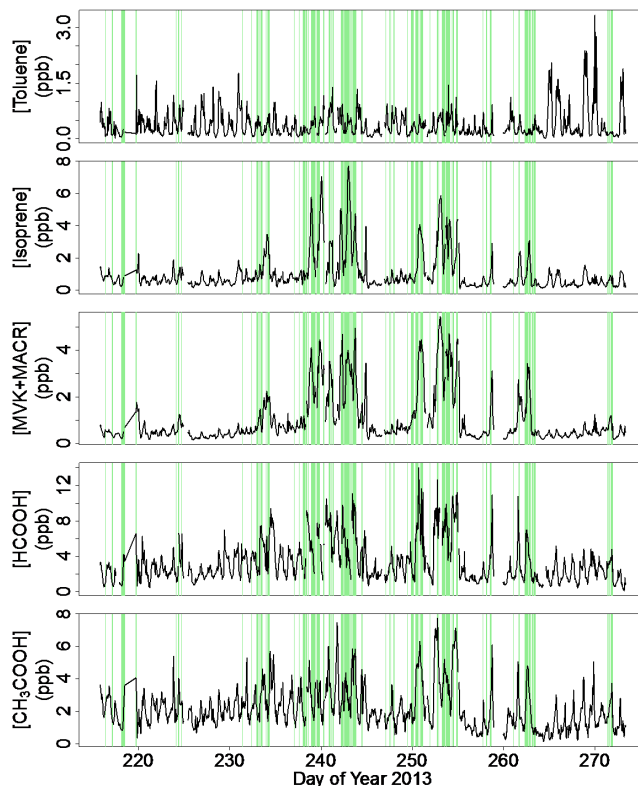 [Toluene]
(ppb)
3.0
1.5
0.0
[Isoprene]
(ppb)
8
6
4
2
0
[MVK+MACR]
(ppb)
4
2
0
[HCOOH]
(ppb)
12
8
4
0
[CH₃COOH]
(ppb)
8
6
4
2
0
220 230 240 250 260 270
Day of Year 2013